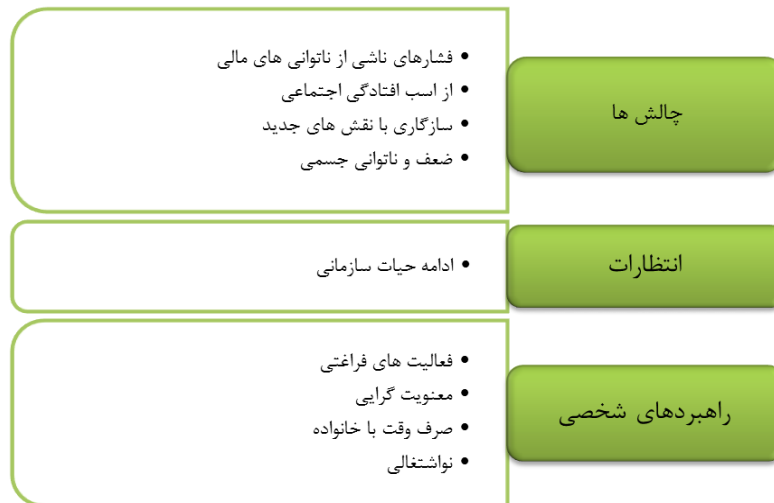 چالش ها
• فشارهای ناشی از ناتوانی های مالی
• از اسب افتادگی اجتماعی
• سازگاری با نقش های جدید
• ضعف و ناتوانی جسمی
انتظارات
• ادامه حیات سازمانی
راهبردهای شخصی
• فعالیت های فراغتی
• معنویت گرایی
• صرف وقت با خانواده
• نواشتغالی